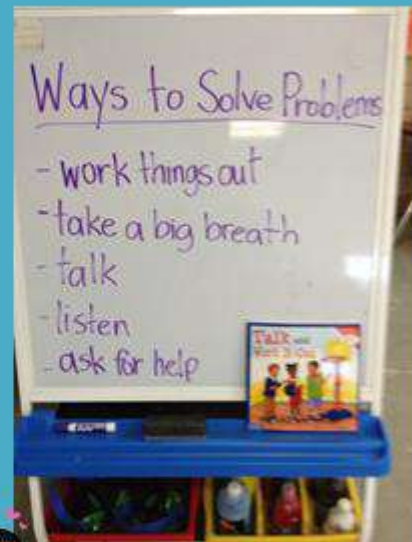 Ways to Solve Problems
- work things out
- take a big breath
- talk
- listen
- ask for help
Talk and
Work It Out